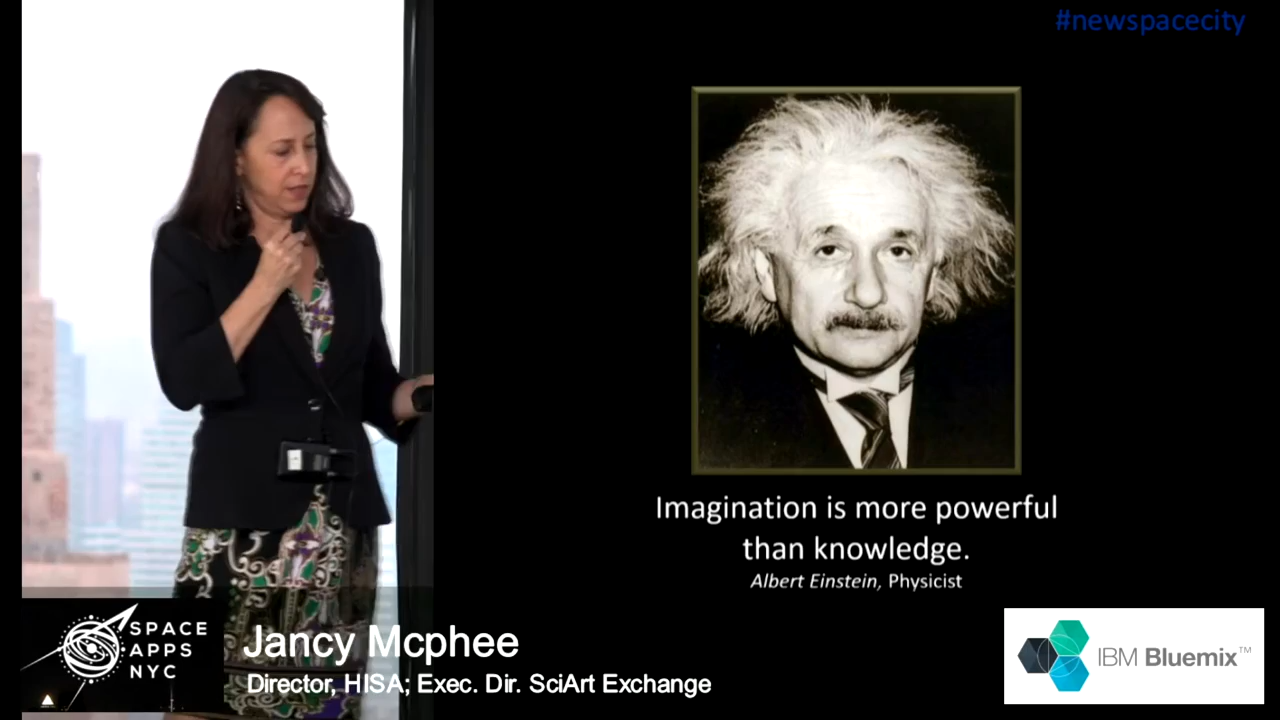 #newspacecity
Imagination is more powerful
than knowledge.
Albert Einstein, Physicist
SPACE
APPS
NYC
Jancy Mcphee
Director, HISA; Exec. Dir. SciArt Exchange
IBM Bluemix™